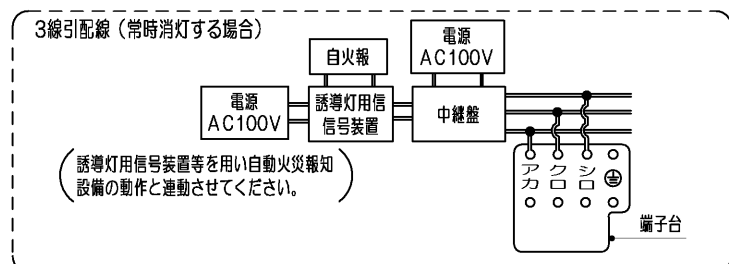 3線引配線（常時消灯する場合）
自火報
電源
AC100V
電源
AC100V
誘導灯用信
信号装置
中継盤
誘導灯用信号装置等を用い自動火災報知
設備の動作と連動させてください。
アカ
クロ
シロ
端子台